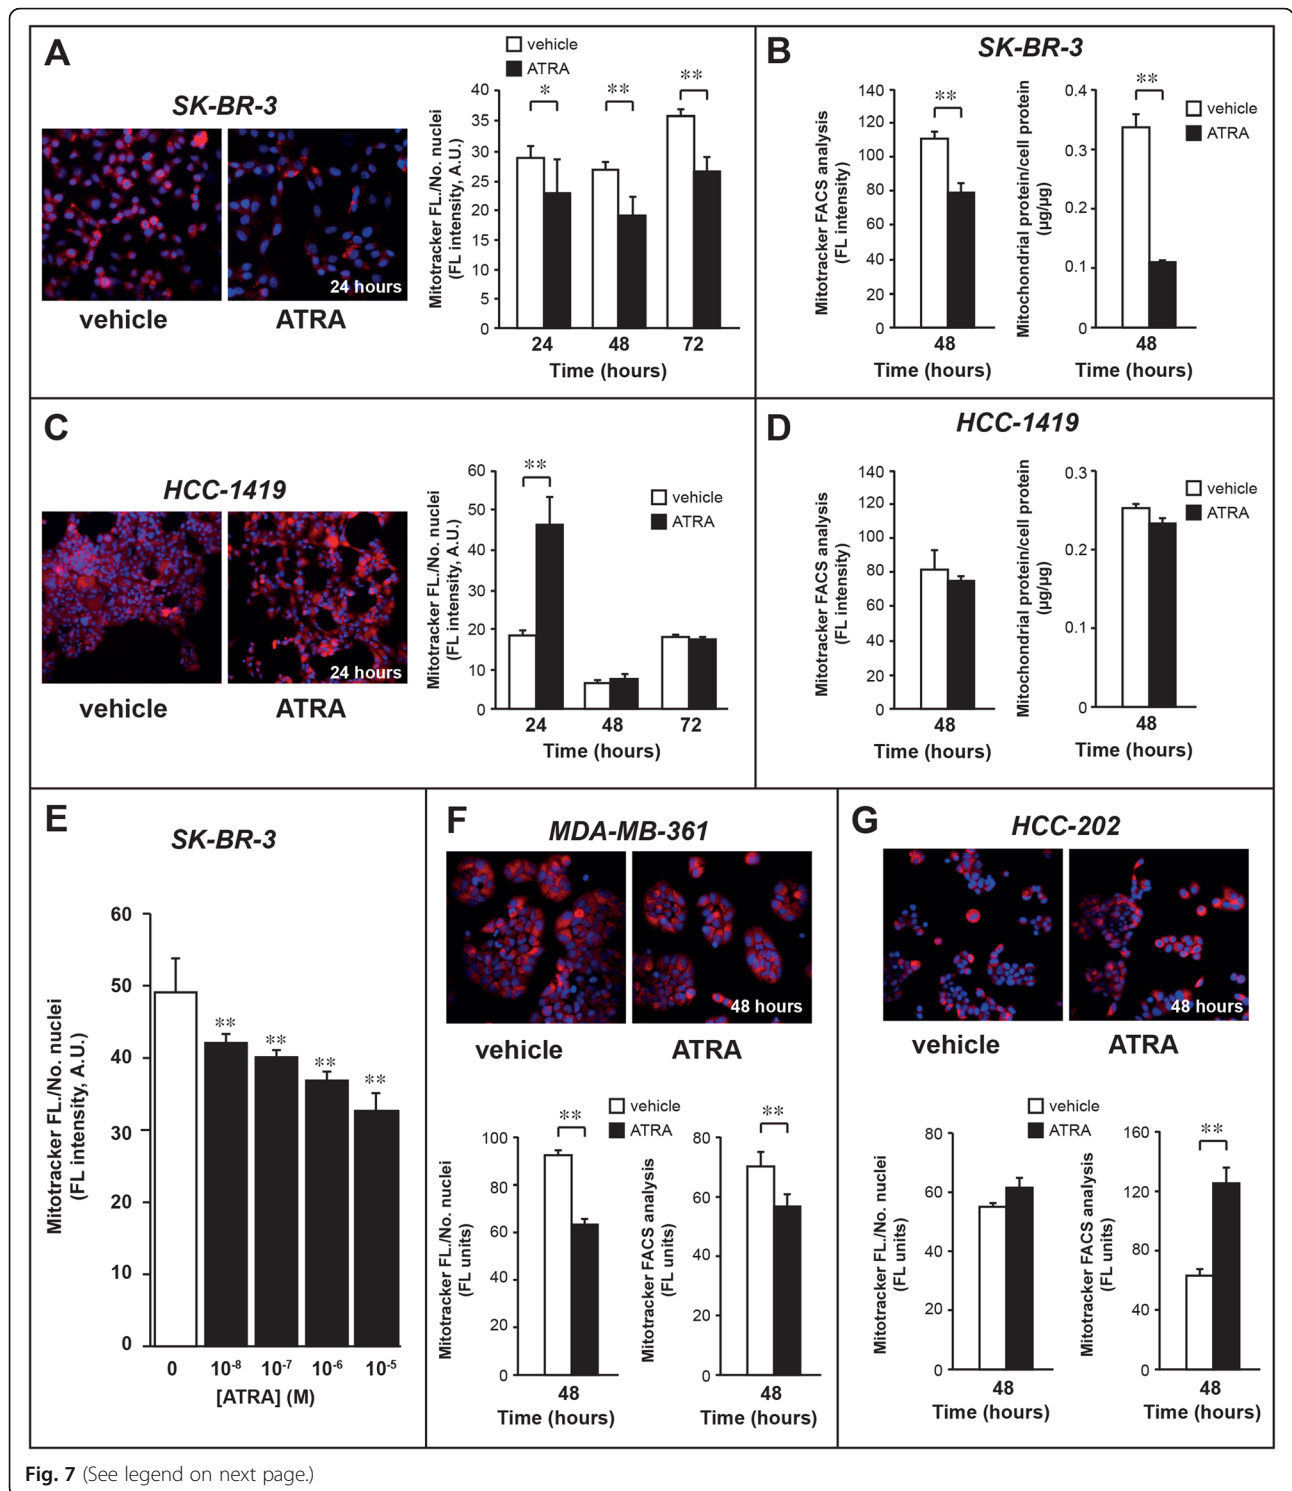 A
SK-BR-3
24 hours
vehicle
ATRA
vehicle
ATRA
Mitotracker FL./No. nuclei
(FL intensity, A.U.)
40
35
30
25
20
15
10
5
0
*
**
**
24 48 72
Time (hours)
B
SK-BR-3
Mitotracker FACS analysis
(FL intensity)
140
120
100
80
60
40
20
0
**
48
Time (hours)
Mitochondrial protein/cell protein
(µg/µg)
0.4
0.3
0.2
0.1
0
**
vehicle
ATRA
48
Time (hours)
C
HCC-1419
24 hours
vehicle
ATRA
Mitotracker FL./No. nuclei
(FL intensity, A.U.)
60
50
40
30
20
10
0
**
vehicle
ATRA
24 48 72
Time (hours)
D
HCC-1419
Mitotracker FACS analysis
(FL intensity)
140
120
100
80
60
40
20
0
48
Time (hours)
Mitochondrial protein/cell protein
(µg/µg)
0.3
0.2
0.1
0
vehicle
ATRA
48
Time (hours)
E
SK-BR-3
Mitotracker FL./No. nuclei
(FL intensity, A.U.)
60
50
40
30
20
10
0
**
**
**
**
0 10⁻⁸ 10⁻⁷ 10⁻⁶ 10⁻⁵
[ATRA] (M)
F
MDA-MB-361
48 hours
vehicle
ATRA
vehicle
ATRA
Mitotracker FL./No. nuclei
(FL units)
100
80
60
40
20
0
**
48
Time (hours)
Mitotracker FACS analysis
(FL units)
80
60
40
20
0
**
48
Time (hours)
G
HCC-202
48 hours
vehicle
ATRA
vehicle
ATRA
Mitotracker FL./No. nuclei
(FL units)
80
60
40
20
0
48
Time (hours)
Mitotracker FACS analysis
(FL units)
160
120
80
40
0
**
48
Time (hours)
Fig. 7 (See legend on next page.)